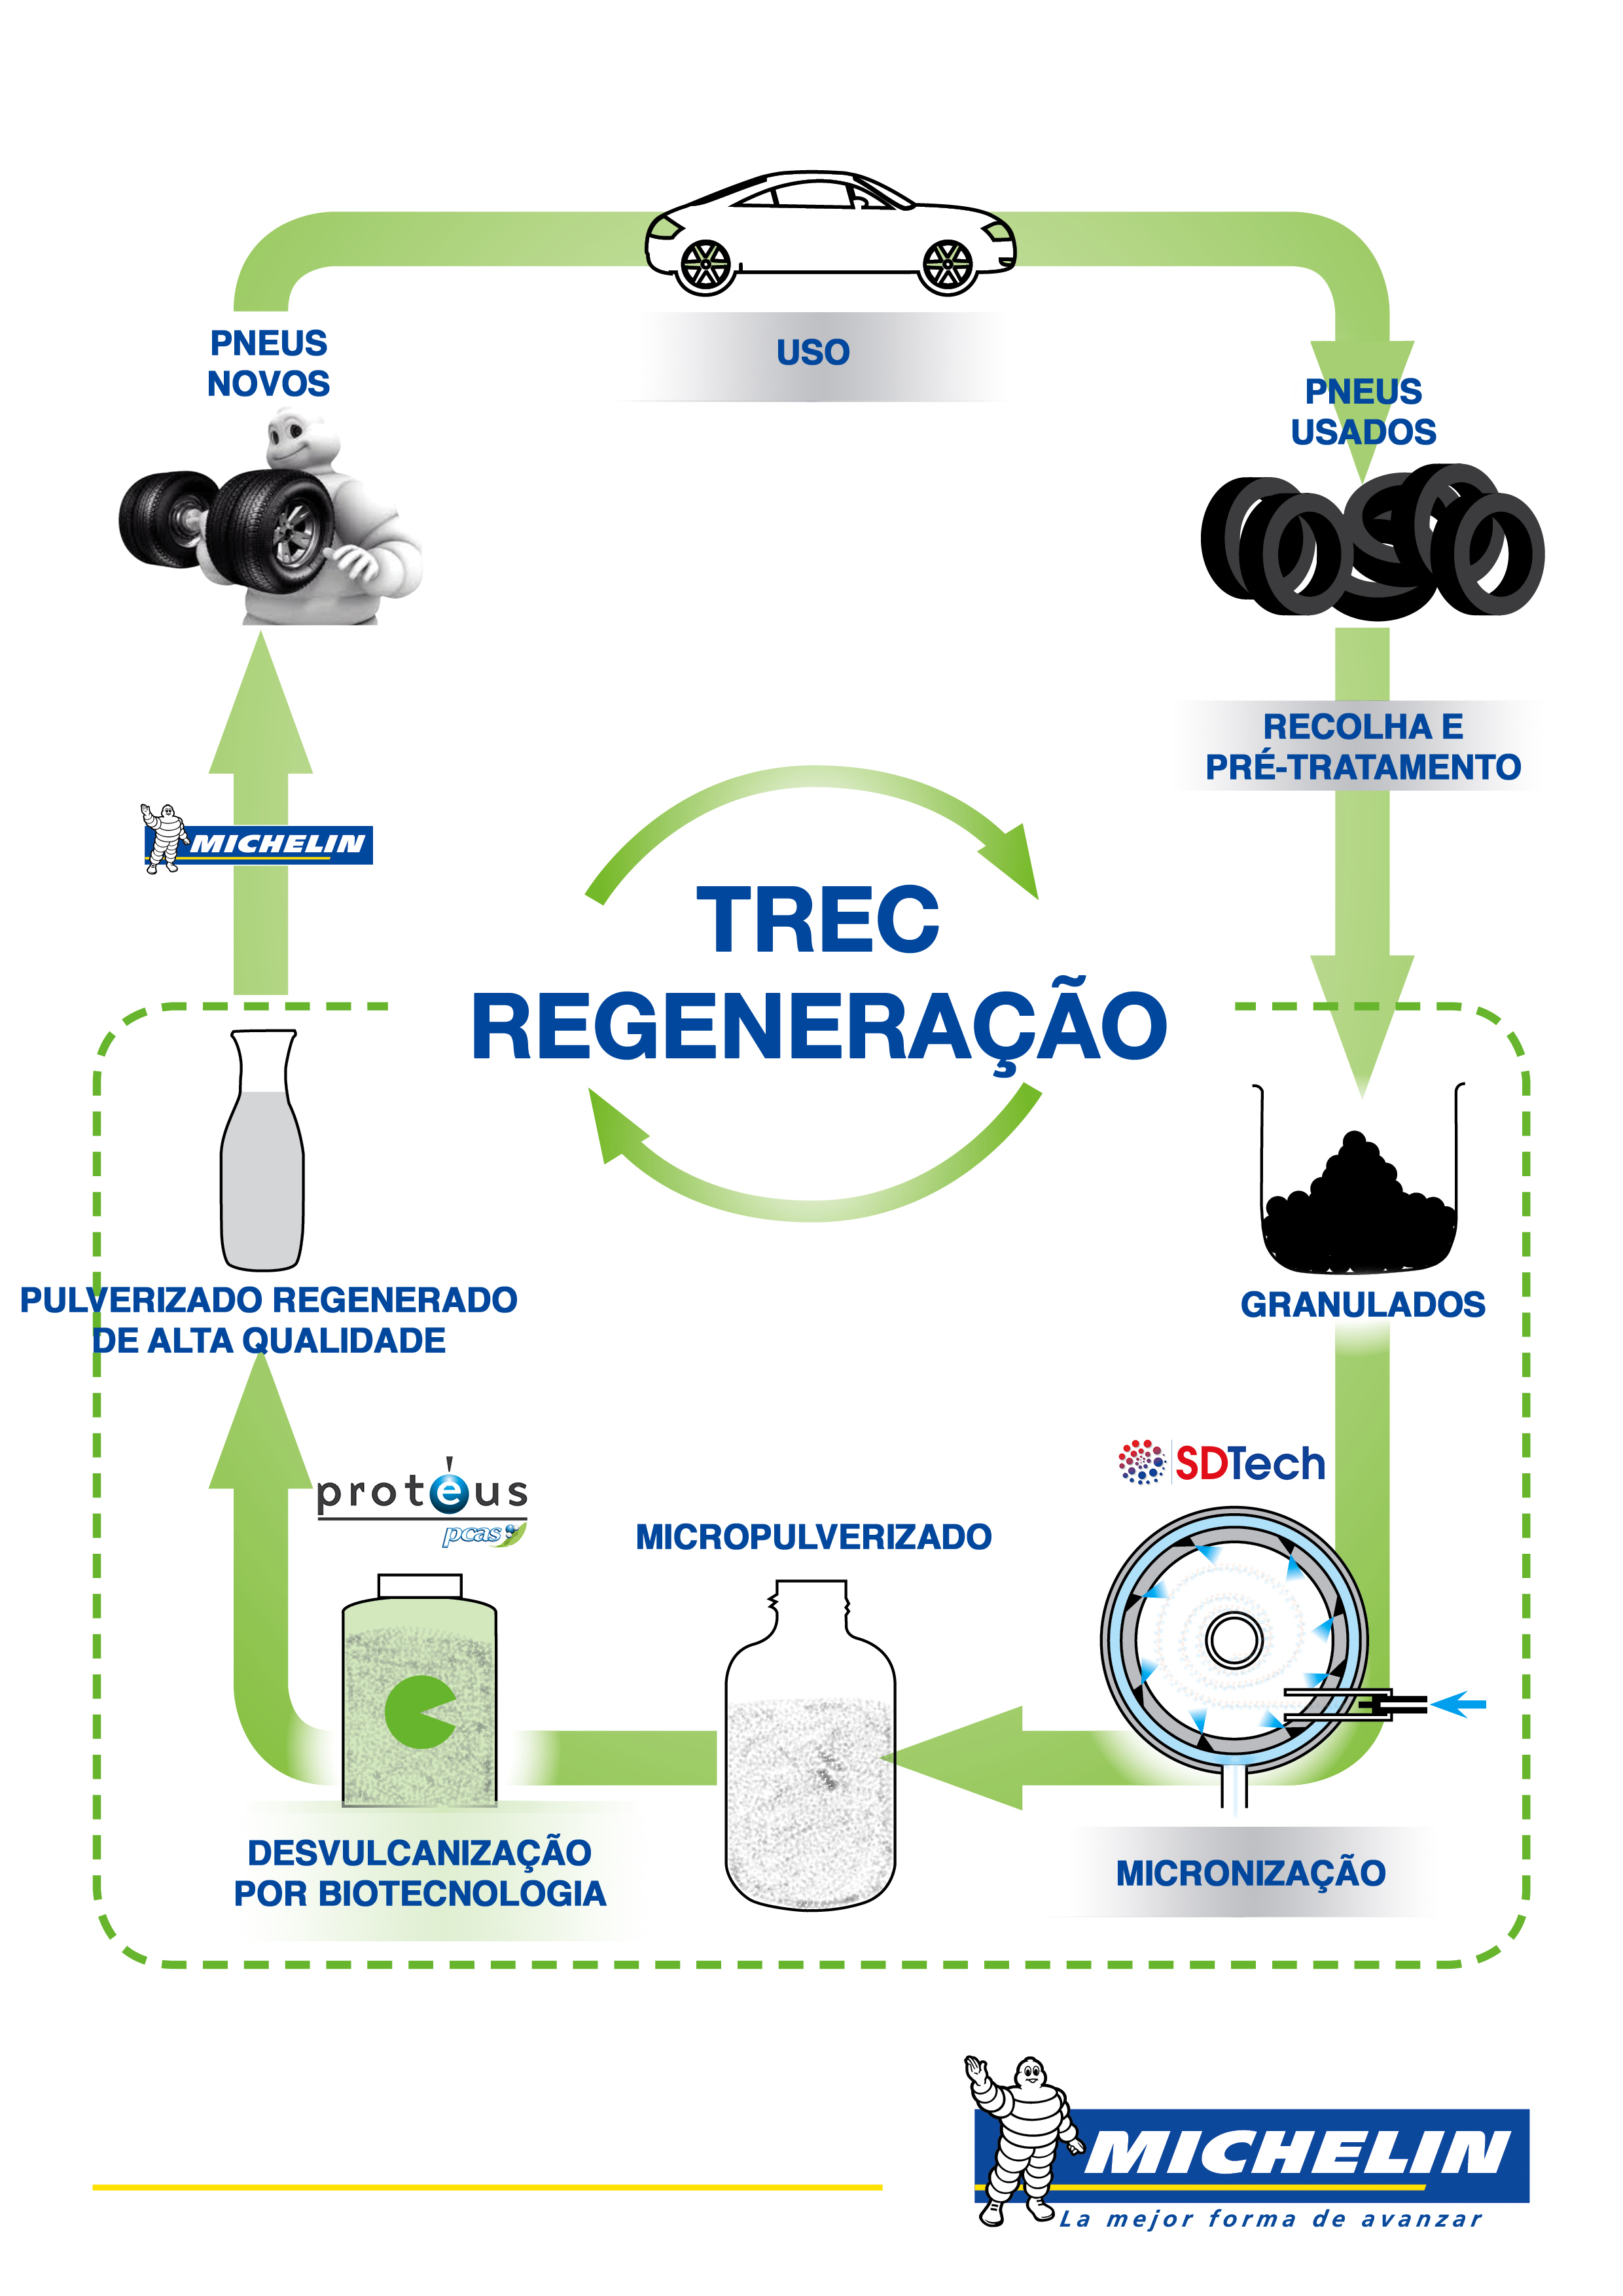 USO
PNEUS
NOVOS
PNEUS
USADOS
RECOLHA E
PRÉ-TRATAMENTO
MICHELIN
TREC
REGENERAÇÃO
PULVERIZADO REGENERADO
DE ALTA QUALIDADE
GRANULADOS
SDTech
protéus
pcas
MICROPULVERIZADO
DESVULCANIZAÇÃO
POR BIOTECNOLOGIA
MICRONIZAÇÃO
MICHELIN
La mejor forma de avanzar